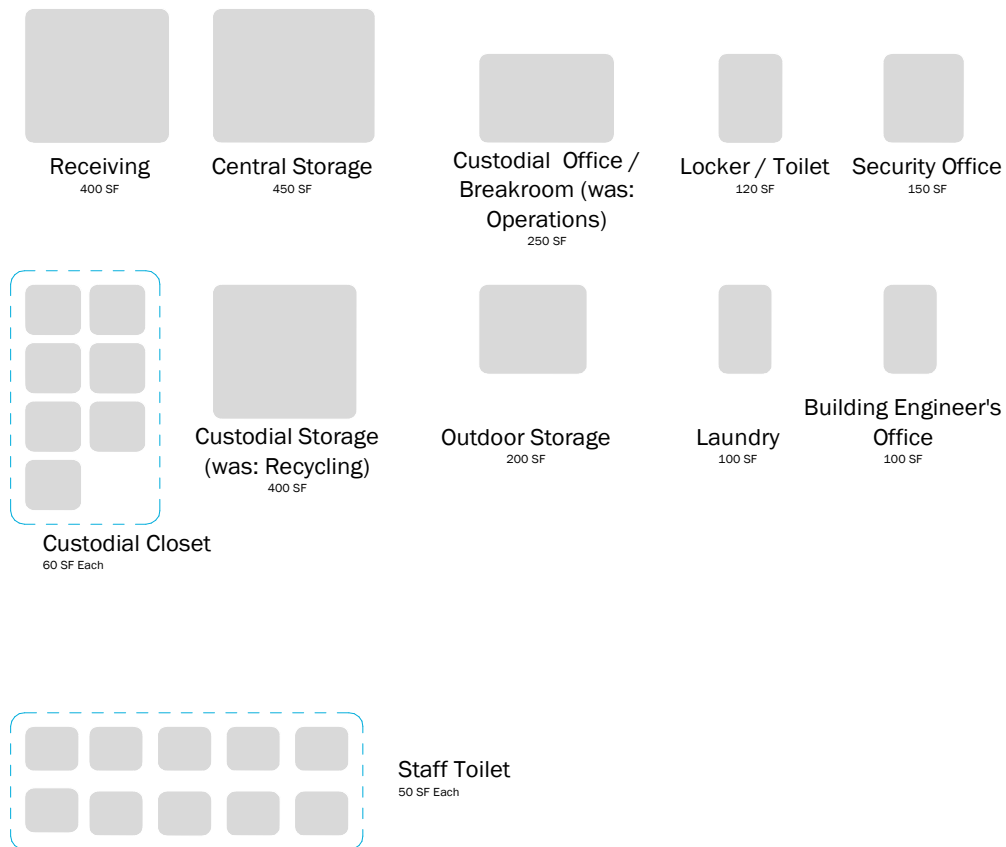 Receiving
400 SF
Central Storage
450 SF
Custodial Office /
Breakroom (was:
Operations)
250 SF
Locker / Toilet
120 SF
Security Office
150 SF
Custodial Closet
60 SF Each
Custodial Storage
(was: Recycling)
400 SF
Outdoor Storage
200 SF
Laundry
100 SF
Building Engineer's
Office
100 SF
Staff Toilet
50 SF Each